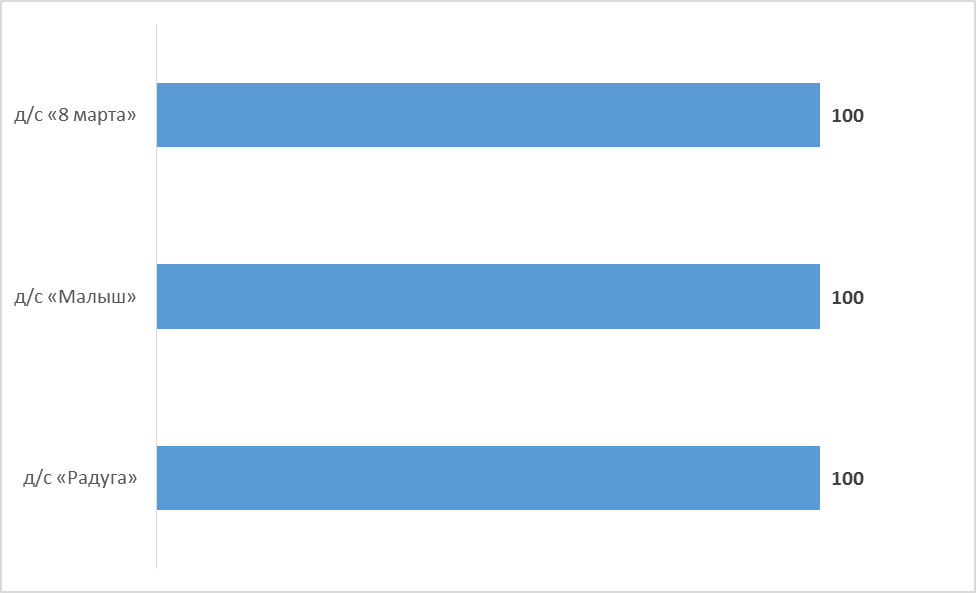 д/с «8 марта» 100
д/с «Малыш» 100
д/с «Радуга» 100